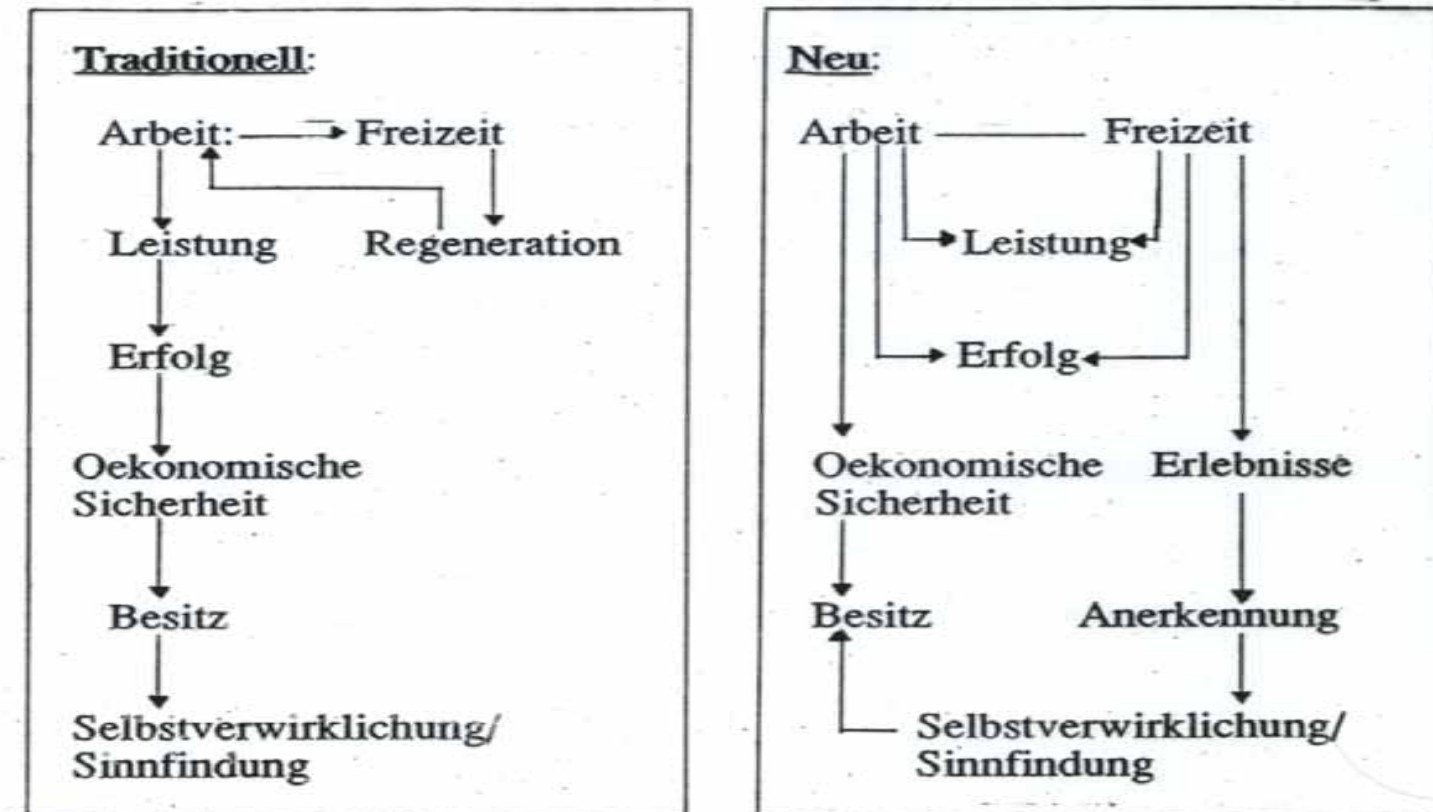 Traditionell:
Arbeit: Freizeit
Leistung Regeneration
Erfolg
Oekonomische
Sicherheit
Besitz
Selbstverwirklichung/
Sinnfindung
Neu:
Arbeit Freizeit
Leistung
Erfolg
Oekonomische Erlebnisse
Sicherheit
Besitz Anerkennung
Selbstverwirklichung/
Sinnfindung